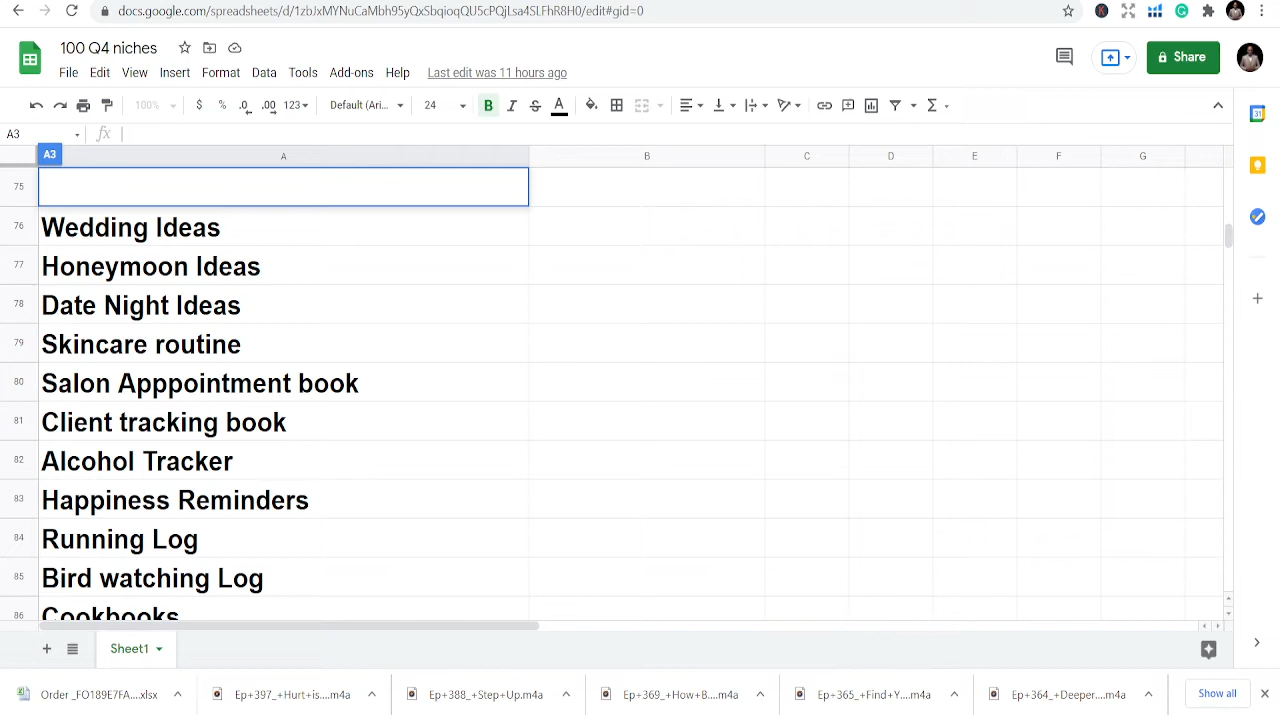 docs.google.com/spreadsheets/d/1zbJxMYNuCaMbh95yQxSbqioqQU5cPQjLsa4SLFhR8H0/edit#gid=0
100 Q4 niches
File Edit View Insert Format Data Tools Add-ons Help Last edit was 11 hours ago
Share
100% $ % .0 .00 123 Default (Ari... 24 B I S A
A3 fx
A3 A B C D E F G
75
76 Wedding Ideas
77 Honeymoon Ideas
78 Date Night Ideas
79 Skincare routine
80 Salon Apppointment book
81 Client tracking book
82 Alcohol Tracker
83 Happiness Reminders
84 Running Log
85 Bird watching Log
86 Cookbooks
Sheet1
Order _FO189E7FA....xlsx Ep+397_+Hurt+is....m4a Ep+388_+Step+Up.m4a Ep+369_+How+B....m4a Ep+365_+Find+Y....m4a Ep+364_+Deeper....m4a Show all